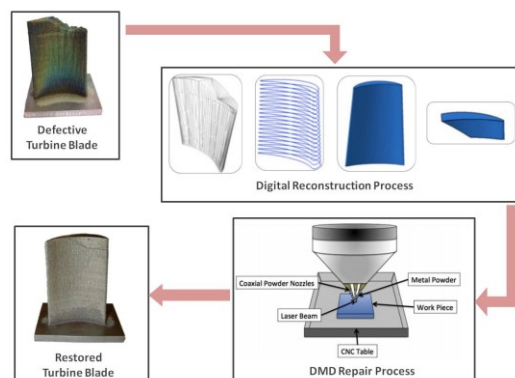 Defective
Turbine Blade
Digital Reconstruction Process
Coaxial Powder Nozzles
Metal Powder
Laser Beam
Work Piece
CNC Table
DMD Repair Process
Restored
Turbine Blade